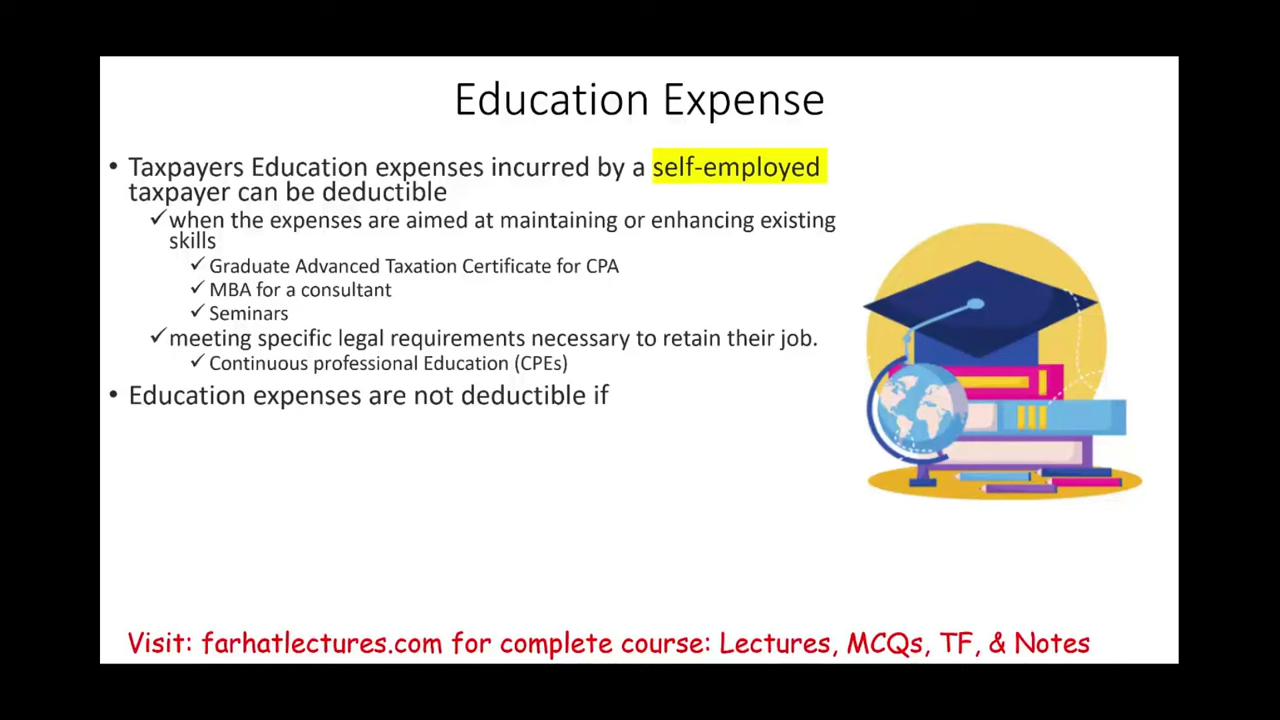 Education Expense
• Taxpayers Education expenses incurred by a self-employed
taxpayer can be deductible
✓when the expenses are aimed at maintaining or enhancing existing
skills
✓ Graduate Advanced Taxation Certificate for CPA
✓ MBA for a consultant
✓ Seminars
✓meeting specific legal requirements necessary to retain their job.
✓ Continuous professional Education (CPEs)
• Education expenses are not deductible if
Visit: farhatlectures.com for complete course: Lectures, MCQs, TF, & Notes